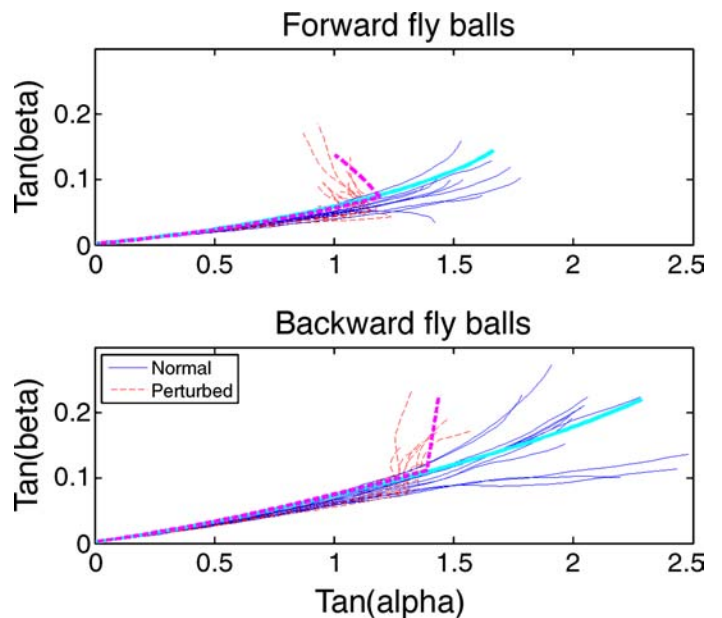 Forward fly balls
Tan(beta)
0.2
0.1
0
0 0.5 1 1.5 2 2.5
Backward fly balls
Normal
Perturbed
Tan(beta)
0.2
0.1
0
0 0.5 1 1.5 2 2.5
Tan(alpha)